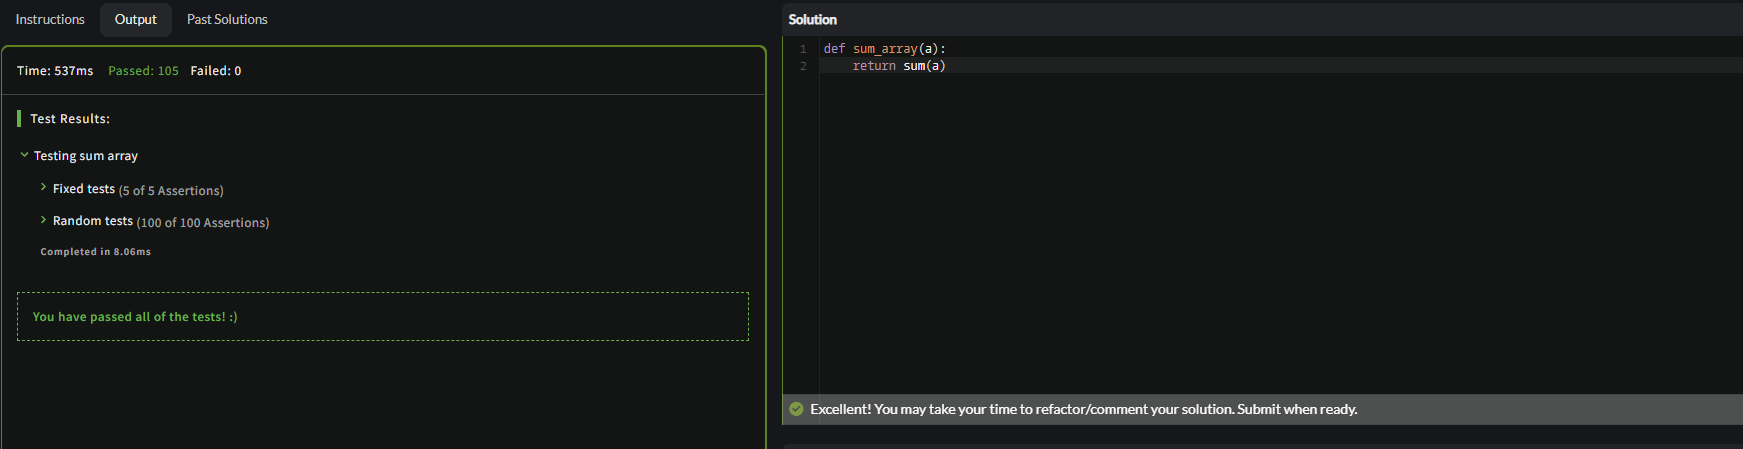 Instructions Output Past Solutions
Time: 537ms Passed: 105 Failed: 0
Test Results:
Testing sum array
Fixed tests (5 of 5 Assertions)
Random tests (100 of 100 Assertions)
Completed in 8.06ms
You have passed all of the tests! :)
Solution
1 def sum_array(a):
2     return sum(a)
Excellent! You may take your time to refactor/comment your solution. Submit when ready.